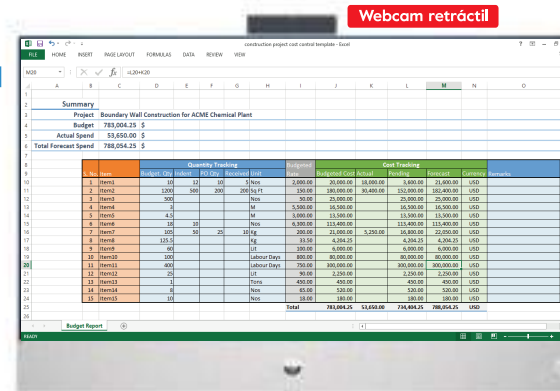 Webcam retráctil
construction project cost control template - Excel
FILE HOME INSERT PAGE LAYOUT FORMULAS DATA REVIEW VIEW
M20 fx =L20+K20
A B C D E F G H I J K L M N O
Summary
Project Boundary Wall Construction for ACME Chemical Plant
Budget 783,004.25 $
Actual Spend 53,650.00 $
Total Forecast Spend 788,054.25 $
Quantity Tracking Budgeted Cost Tracking
S. No. Item Budget. Qty Indent PO Qty Received Unit Rate Budgeted Cost Actual Pending Forecast Currency Remarks
1 Item1 10 32 10 5 Nos 2,000.00 20,000.00 18,000.00 3,600.00 21,600.00 USD
2 Item2 1200 500 200 200 Sq Ft 150.00 180,000.00 30,400.00 152,000.00 182,400.00 USD
3 Item3 500 Nos 50.00 25,000.00 25,000.00 25,000.00 USD
4 Item4 3 M 5,500.00 16,500.00 16,500.00 16,500.00 USD
5 Item5 4.5 M 3,000.00 13,500.00 13,500.00 13,500.00 USD
6 Item6 18 10 Nos 6,300.00 113,400.00 113,400.00 113,400.00 USD
7 Item7 105 50 25 10 Kg 200.00 21,000.00 5,250.00 16,800.00 22,050.00 USD
8 Item8 125.5 Kg 33.50 4,204.25 4,204.25 4,204.25 USD
9 Item9 60 Lit 100.00 6,000.00 6,000.00 6,000.00 USD
10 Item10 100 Labour Days 800.00 80,000.00 80,000.00 80,000.00 USD
11 Item11 400 Labour Days 750.00 300,000.00 300,000.00 300,000.00 USD
12 Item12 25 Lit 90.00 2,250.00 2,250.00 2,250.00 USD
13 Item13 1 Tons 450.00 450.00 450.00 450.00 USD
14 Item14 8 Nos 65.00 520.00 520.00 520.00 USD
15 Item15 10 Nos 18.00 180.00 180.00 180.00 USD
Total 783,004.25 53,650.00 734,404.25 788,054.25 USD
Budget Report
READY